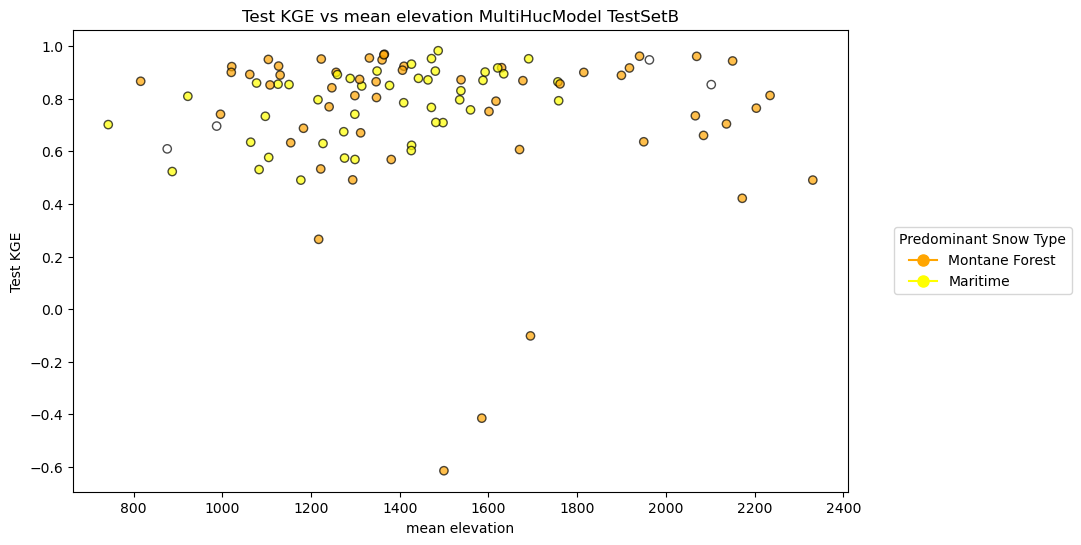 Test KGE vs mean elevation MultiHucModel TestSetB
1.0
0.8
0.6
0.4
0.2
0.0
−0.2
−0.4
−0.6
Test KGE
800 1000 1200 1400 1600 1800 2000 2200 2400
mean elevation
Predominant Snow Type
Montane Forest
Maritime